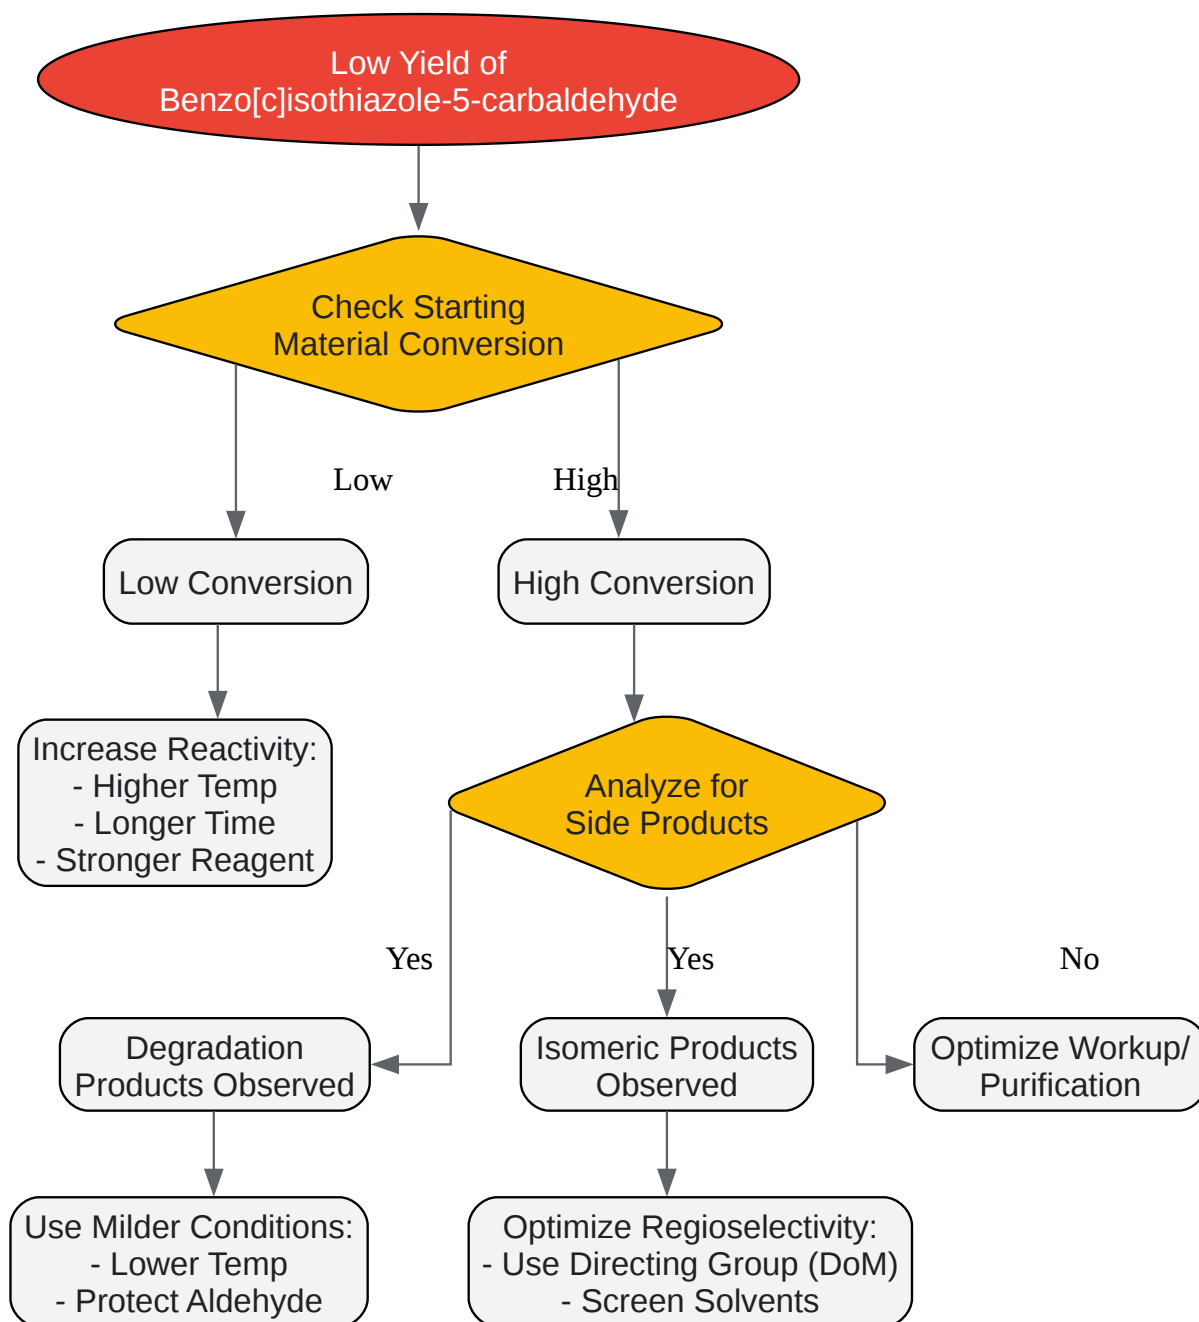 Low Yield of
Benzo[c]isothiazole-5-carbaldehyde
Check Starting
Material Conversion
Low
High
Low Conversion
High Conversion
Increase Reactivity:
- Higher Temp
- Longer Time
- Stronger Reagent
Analyze for
Side Products
Yes
Yes
No
Degradation
Products Observed
Isomeric Products
Observed
Optimize Workup/
Purification
Use Milder Conditions:
- Lower Temp
- Protect Aldehyde
Optimize Regioselectivity:
- Use Directing Group (DoM)
- Screen Solvents